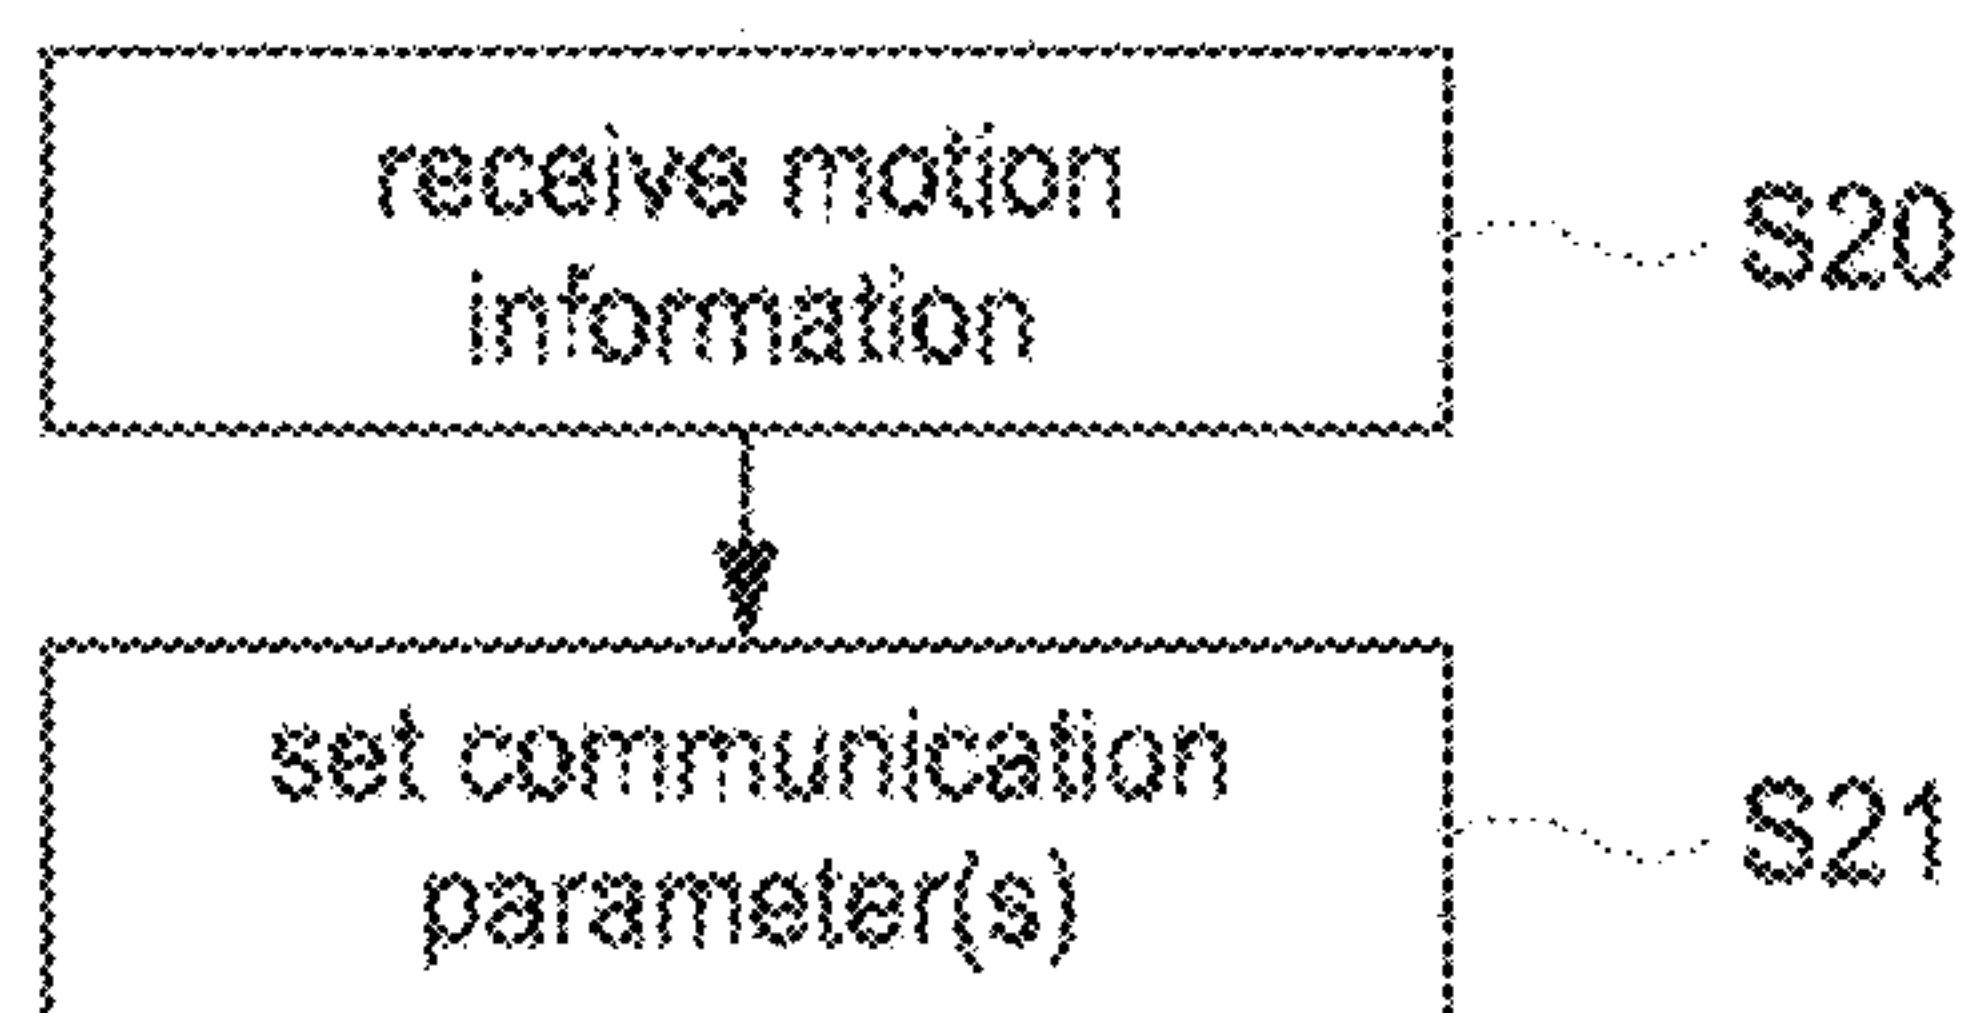 receive motion
information
S20
set communication
parameter(s)
S21